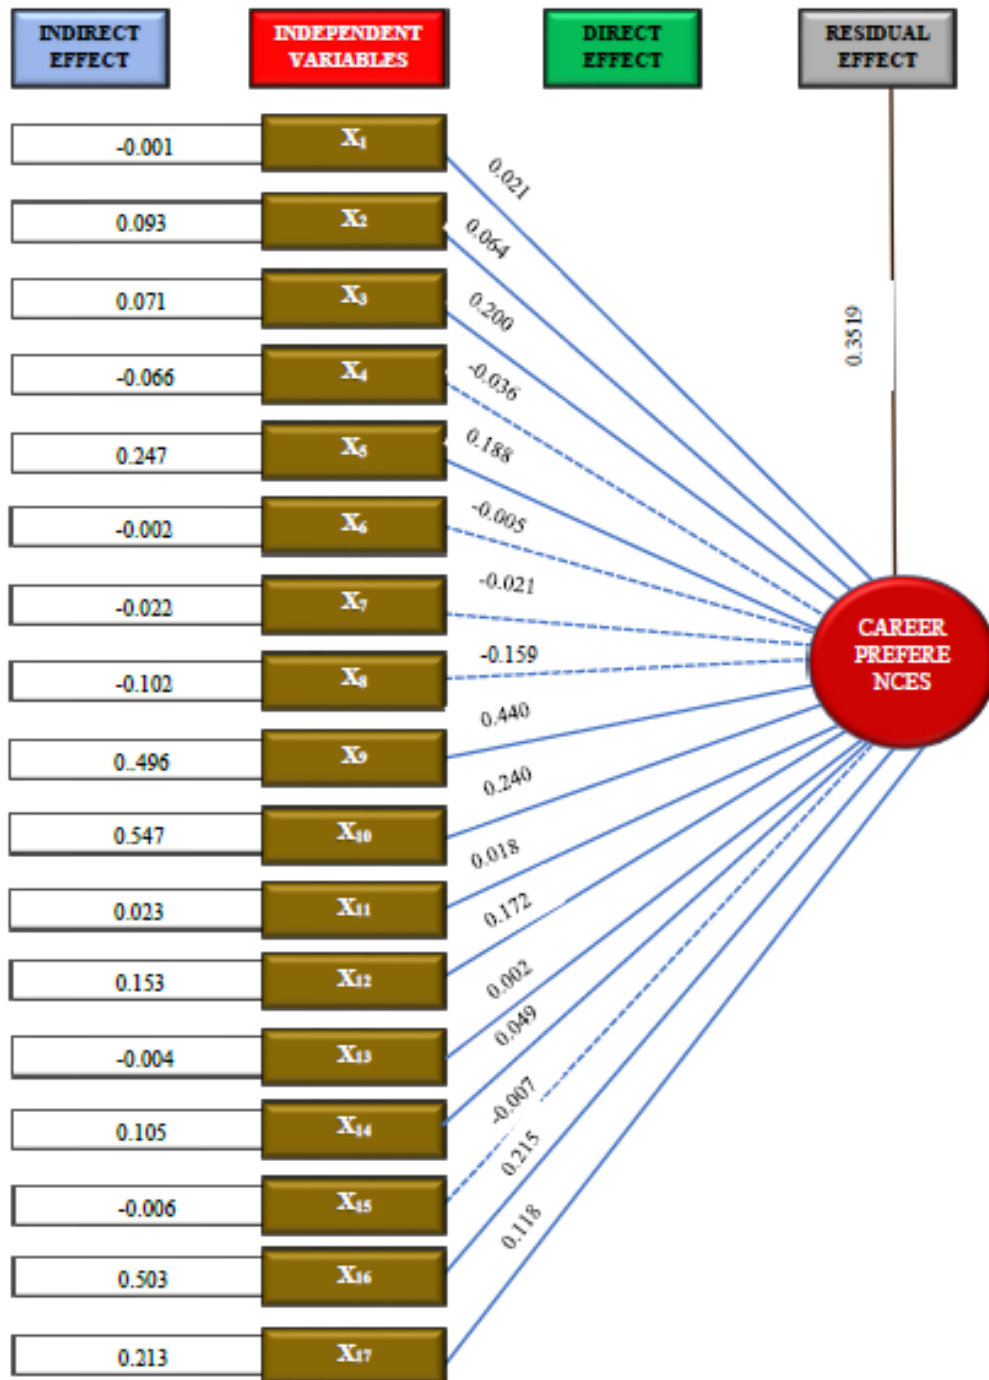 INDIRECT
EFFECT
INDEPENDENT
VARIABLES
DIRECT
EFFECT
RESIDUAL
EFFECT
-0.001
X1
0.021
0.093
X2
0.064
0.071
X3
0.200
-0.066
X4
-0.036
0.247
X5
0.188
-0.002
X6
-0.005
-0.022
X7
-0.021
-0.102
X8
-0.159
0..496
X9
0.440
0.547
X10
0.240
0.023
X11
0.018
0.153
X12
0.172
-0.004
X13
0.002
0.105
X14
0.049
-0.006
X15
-0.007
0.503
X16
0.215
0.213
X17
0.118
0.3519
CAREER
PREFERE
NCES